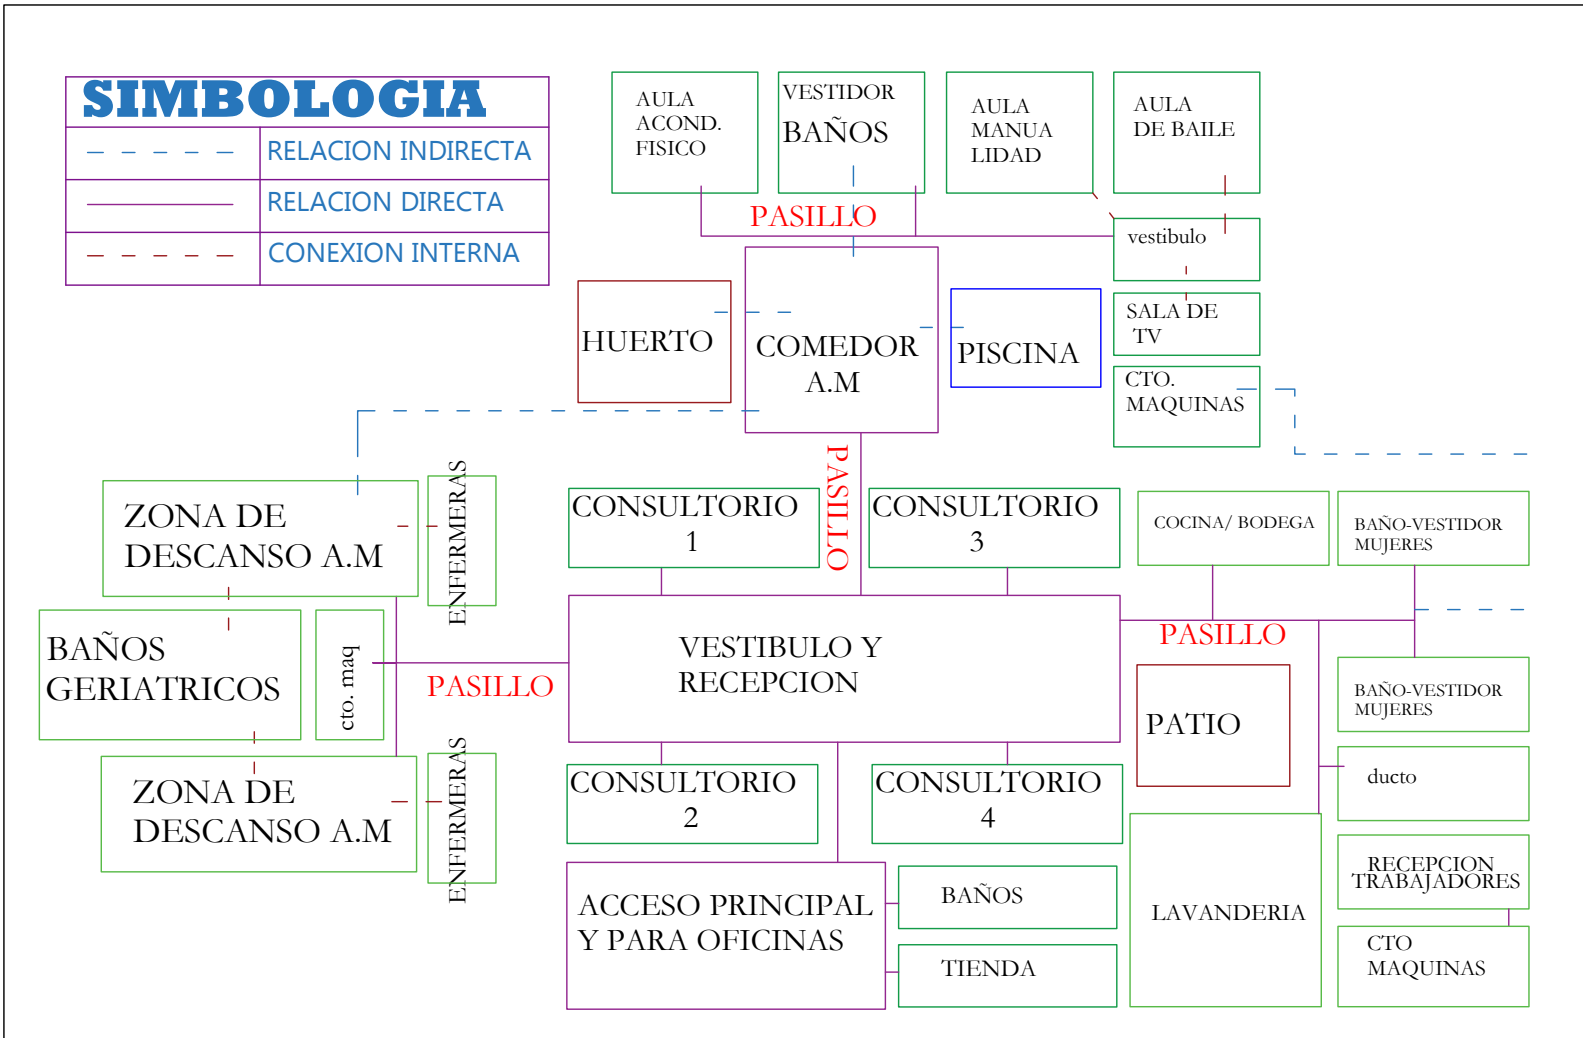 SIMBOLOGIA
RELACION INDIRECTA
RELACION DIRECTA
CONEXION INTERNA
AULA
ACOND.
FISICO
VESTIDOR
BAÑOS
AULA
MANUA
LIDAD
AULA
DE BAILE
PASILLO
vestibulo
SALA DE
TV
CTO.
MAQUINAS
HUERTO
COMEDOR
A.M
PISCINA
PASILLO
ZONA DE
DESCANSO A.M
ENFERMERAS
CONSULTORIO
1
CONSULTORIO
3
COCINA/ BODEGA
BAÑO-VESTIDOR
MUJERES
BAÑOS
GERIATRICOS
cto. maq
PASILLO
VESTIBULO Y
RECEPCION
PASILLO
PATIO
BAÑO-VESTIDOR
MUJERES
ZONA DE
DESCANSO A.M
ENFERMERAS
CONSULTORIO
2
CONSULTORIO
4
ducto
ACCESO PRINCIPAL
Y PARA OFICINAS
BAÑOS
TIENDA
LAVANDERIA
RECEPCION
TRABAJADORES
CTO
MAQUINAS